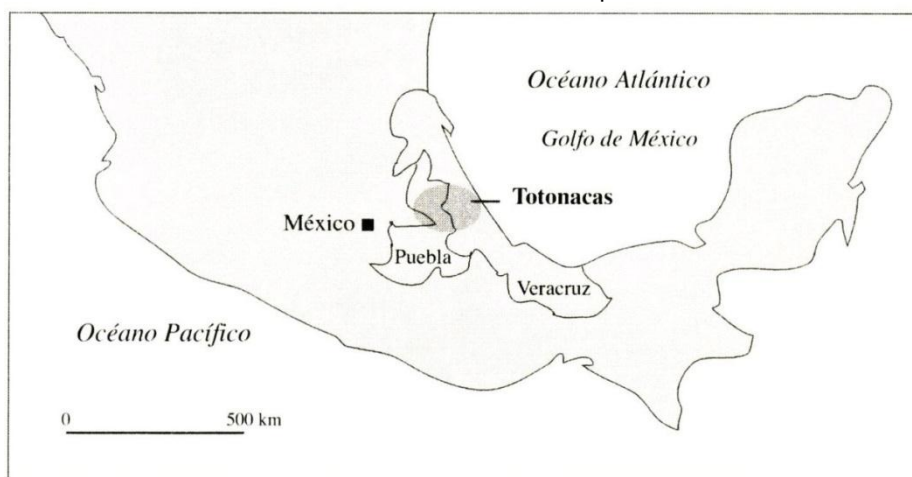 Océano Atlántico
Golfo de México
Totonacas
México
Puebla
Veracruz
Océano Pacífico
0 500 km